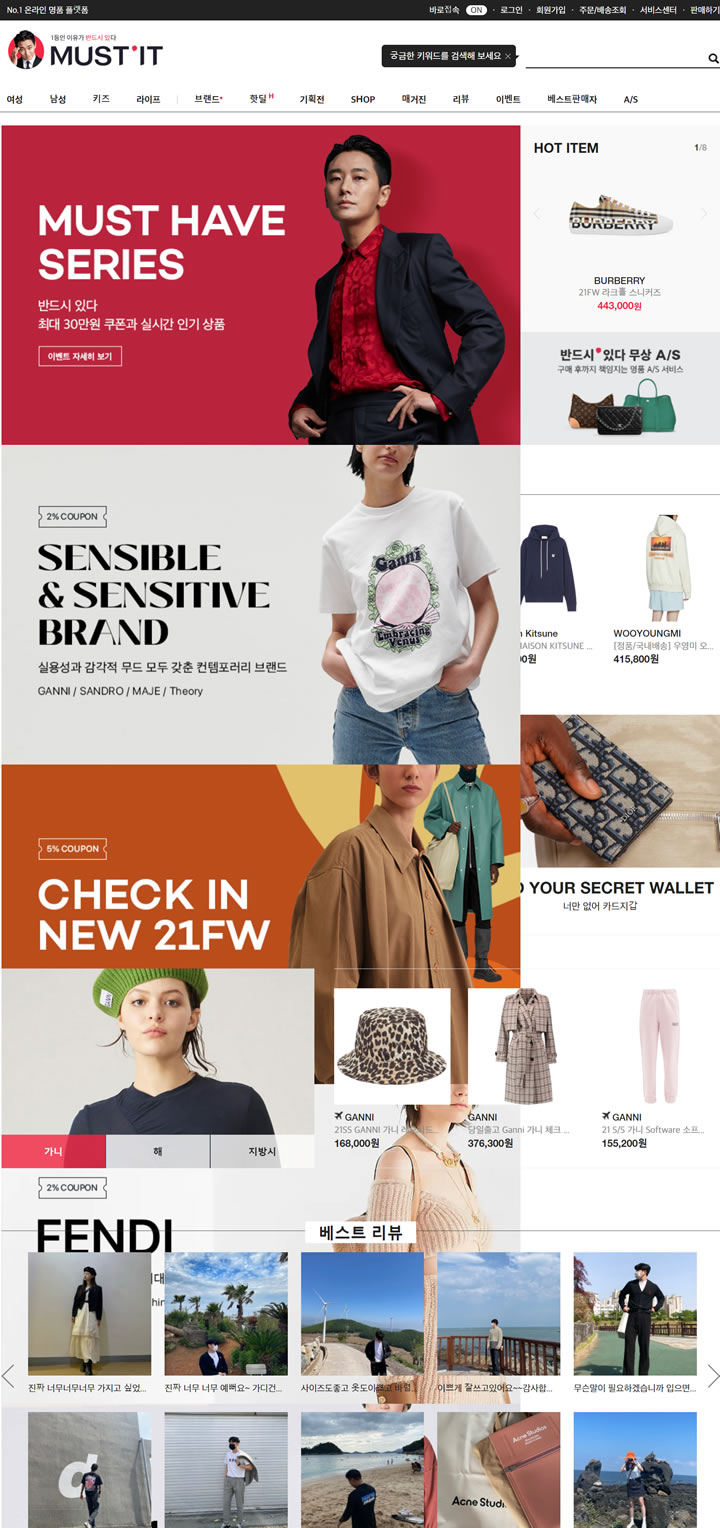 No.1 온라인 명품 플랫폼
바로접속 ON · 로그인 · 회원가입 · 주문/배송조회 · 서비스센터 · 판매하기
1등인 이유가 반드시 있다
MUST'IT
궁금한 키워드를 검색해 보세요 ×
여성 남성 키즈 라이프 브랜드 핫딜 H 기획전 SHOP 매거진 리뷰 이벤트 베스트판매자 A/S
MUST HAVE
SERIES
반드시 있다
최대 30만원 쿠폰과 실시간 인기 상품
이벤트 자세히 보기
HOT ITEM 1/8
BURBERRY
BURBERRY
21FW 라크홀 스니커즈
443,000원
반드시 있다 무상 A/S
구매 후까지 책임지는 명품 A/S 서비스
2% COUPON
SENSIBLE
& SENSITIVE
BRAND
실용성과 감각적 무드 모두 갖춘 컨템포러리 브랜드
GANNI / SANDRO / MAJE / Theory
Ganni
Embracing
Venus
n Kitsune
IAISON KITSUNE ...
00원
WOOYOUNGMI
[정품/국내배송] 우영미 오...
415,800원
5% COUPON
CHECK IN
NEW 21FW
YOUR SECRET WALLET
너만 없어 카드지갑
가니 해 지방시
GANNI
21SS GANNI 가니
168,000원
GANNI
당일출고 Ganni 가니 체크 ...
376,300원
GANNI
21 S/S 가니 Software 소프...
155,200원
2% COUPON
FENDI
베스트 리뷰
진짜 너무너무너무 가지고 싶었...
진짜 너무 너무 예뻐요~ 가디건...
사이즈도좋고 옷도이쁘고
이쁘게 잘쓰고있어요~~감사합...
무슨말이 필요하겠습니까 입으면...
d
Acne Studios
Acne Studi